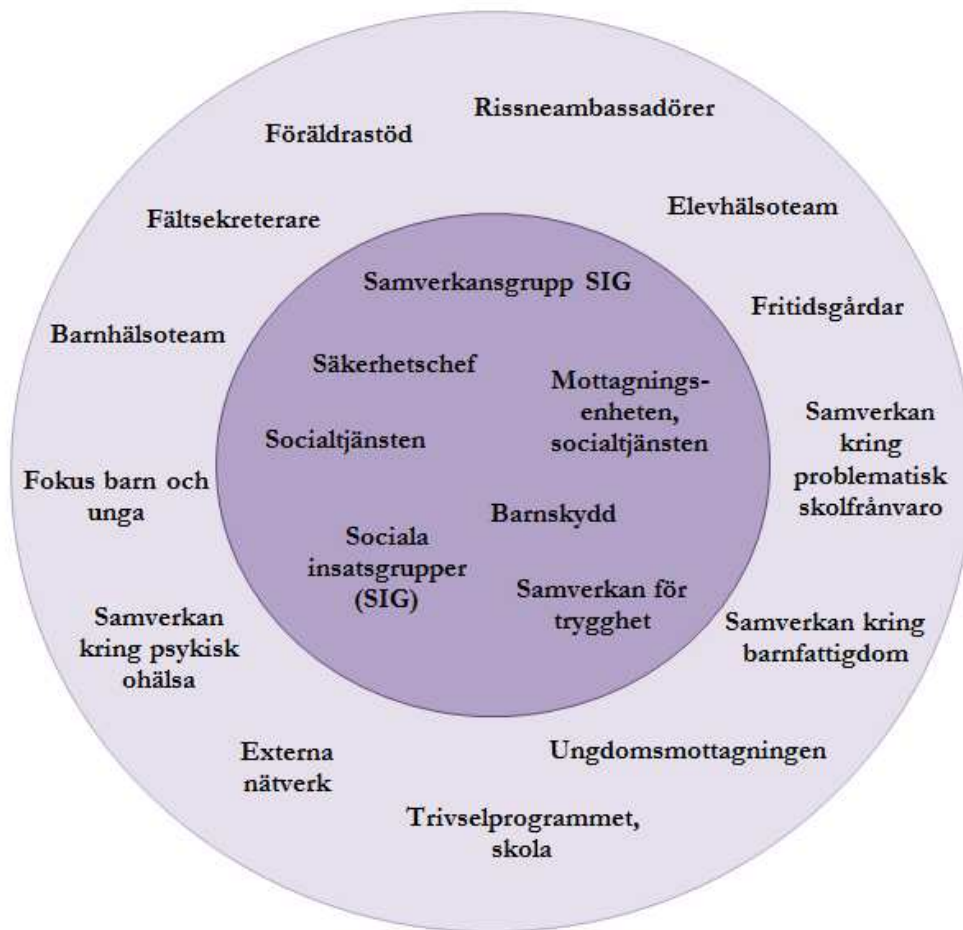 Rissneambassadörer
Föräldrastöd
Elevhälsoteam
Fältsekreterare
Samverkansgrupp SIG
Fritidsgårdar
Barnhälsoteam
Säkerhetschef
Mottagnings-
enheten,
socialtjänsten
Socialtjänsten
Samverkan
kring
problematisk
skolfrånvaro
Fokus barn och
unga
Barnskydd
Sociala
insatsgrupper
(SIG)
Samverkan för
trygghet
Samverkan
kring psykisk
ohälsa
Samverkan kring
barnfattigdom
Externa
nätverk
Ungdomsmottagningen
Trivselprogrammet,
skola